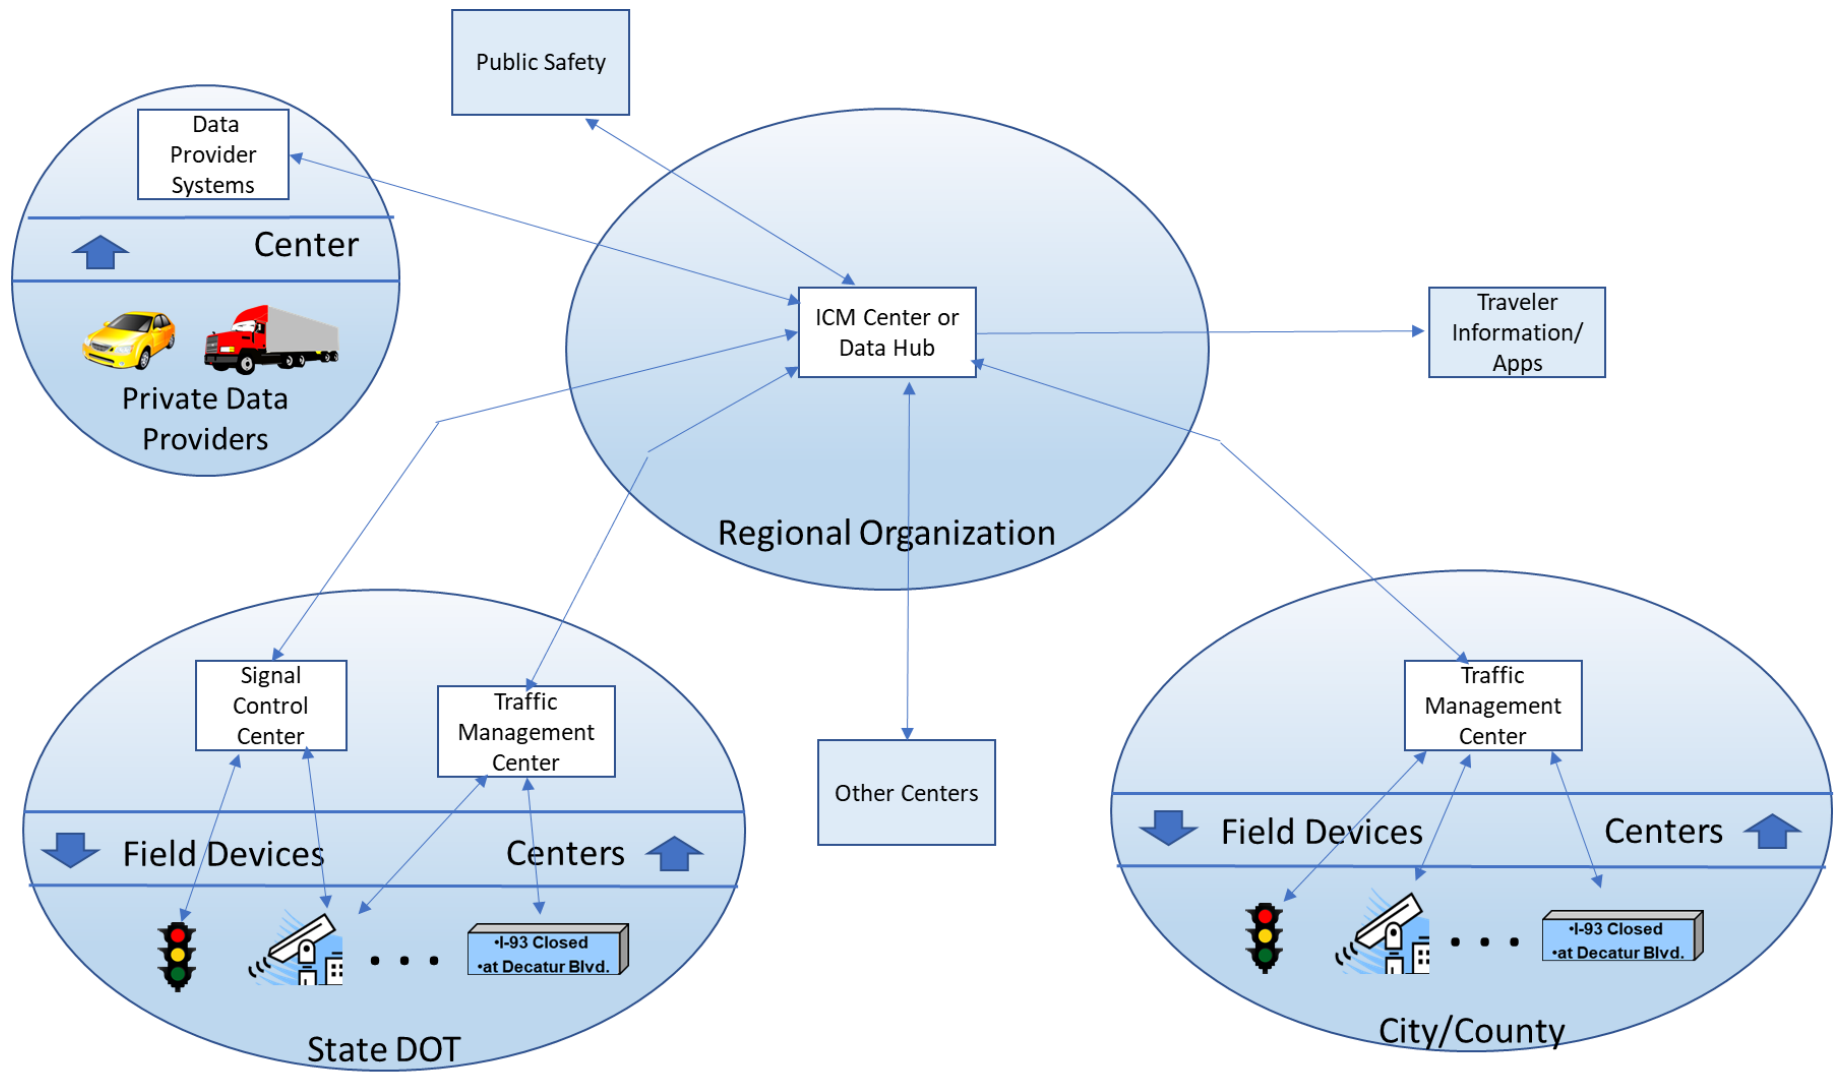 Public Safety
Data
Provider
Systems
Center
Private Data
Providers
ICM Center or
Data Hub
Regional Organization
Traveler
Information/
Apps
Signal
Control
Center
Traffic
Management
Center
Field Devices
Centers
•I-93 Closed
•at Decatur Blvd.
State DOT
Other Centers
Traffic
Management
Center
Field Devices
Centers
•I-93 Closed
•at Decatur Blvd.
City/County